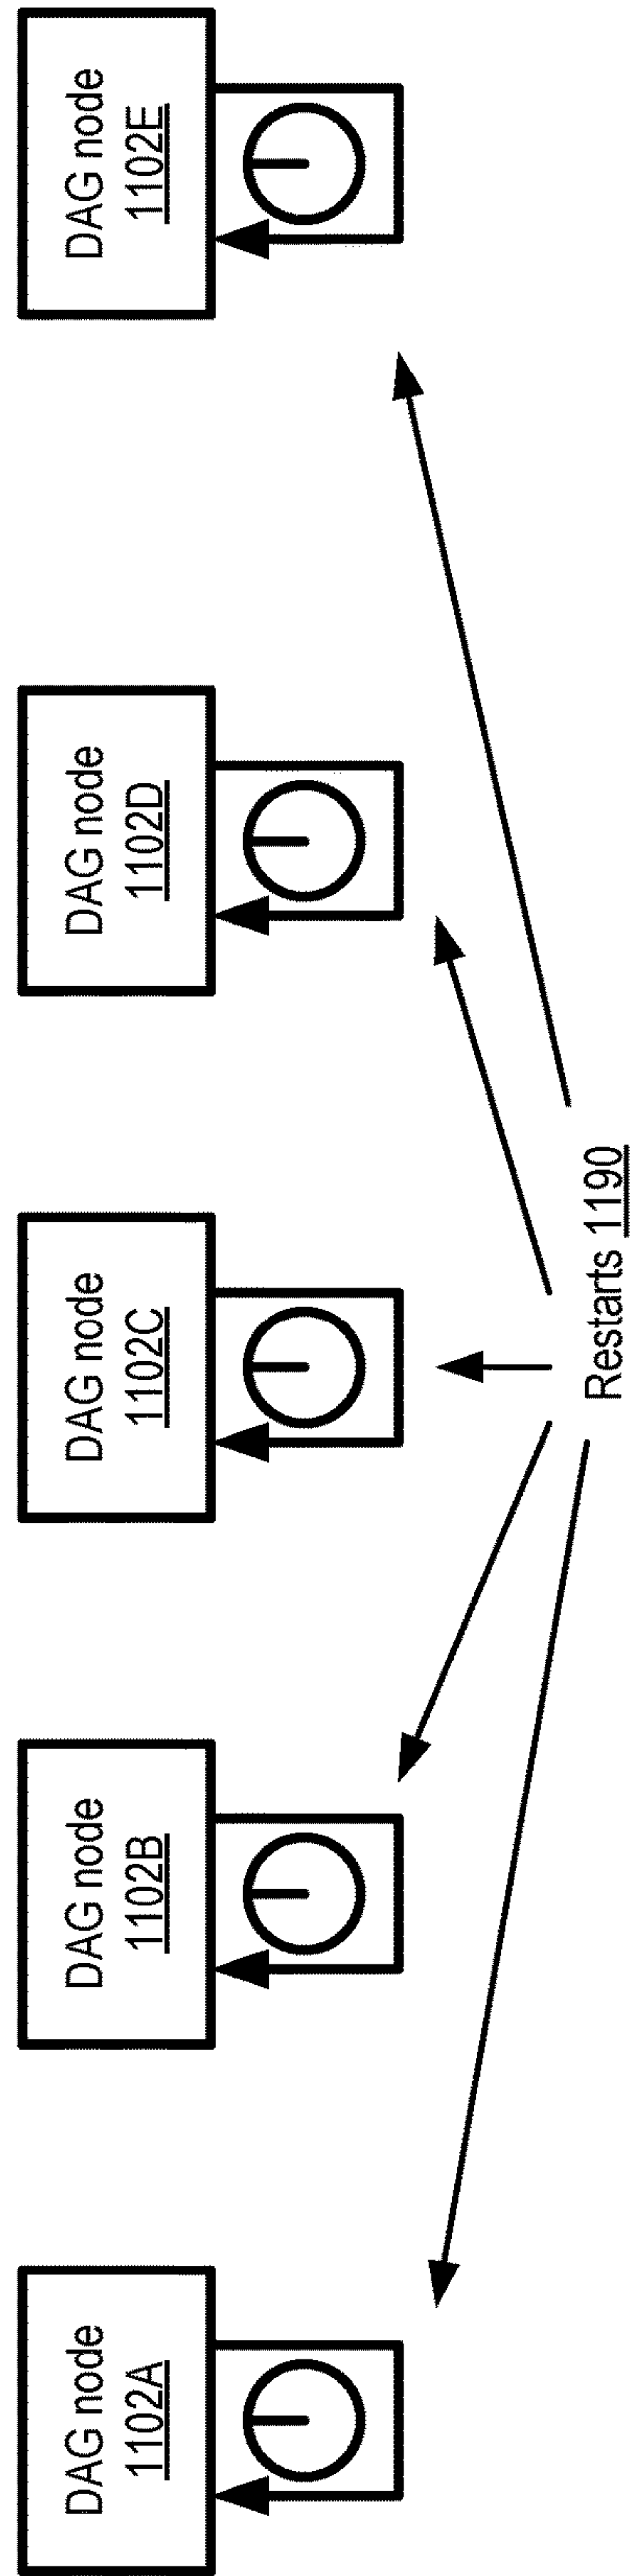 DAG node
1102A
DAG node
1102B
DAG node
1102C
DAG node
1102D
DAG node
1102E
Restarts 1190